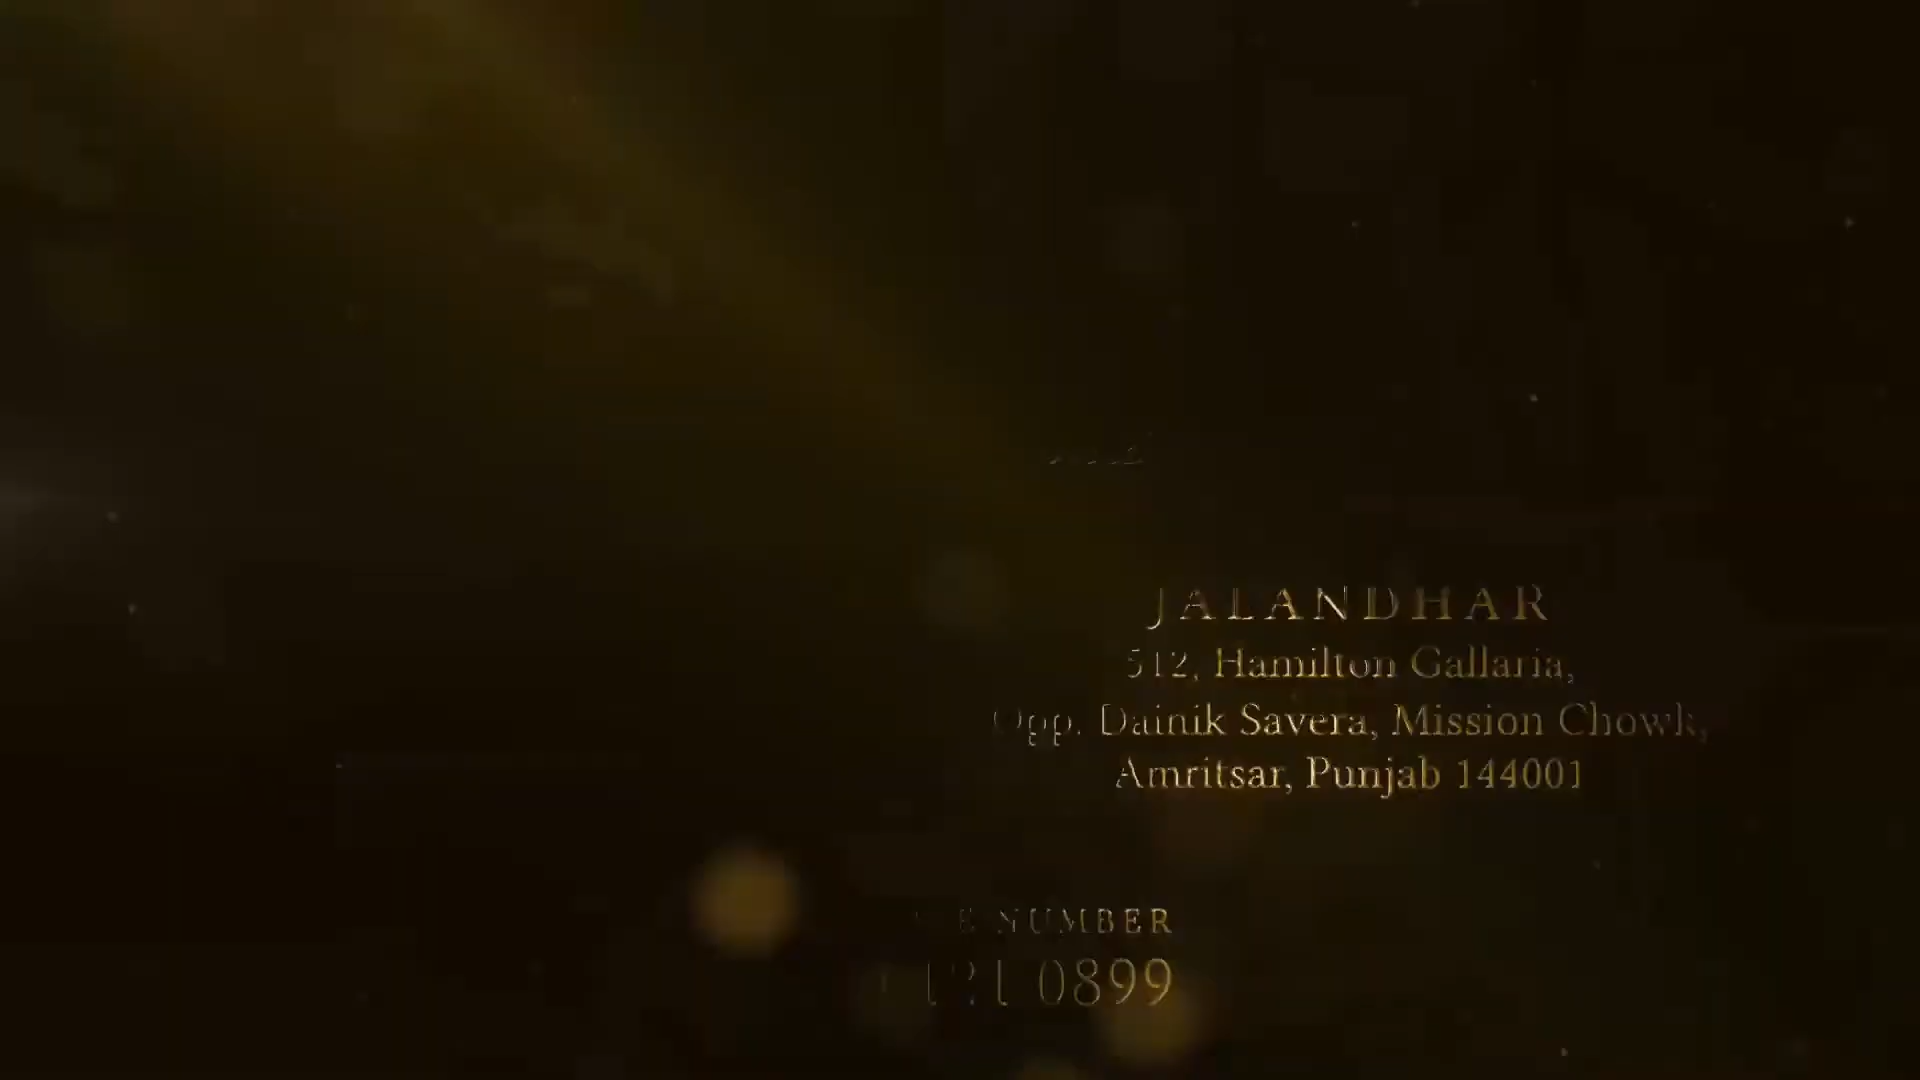 JALANDHAR
512, Hamilton Gallaria,
Opp. Dainik Savera, Mission Chowk,
Amritsar, Punjab 144001
NUMBER
0899